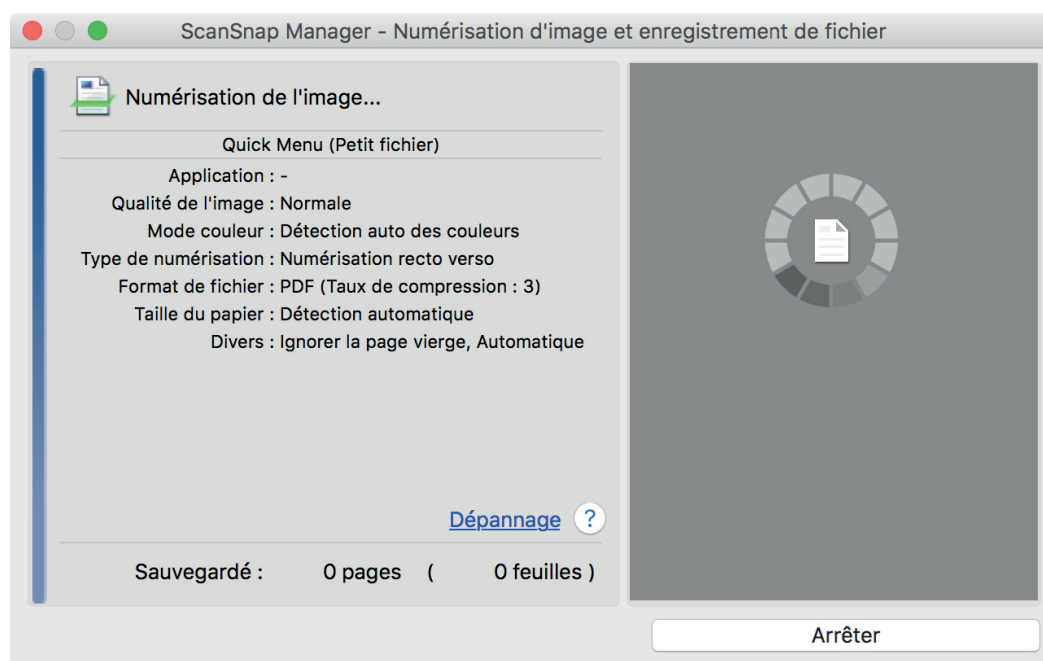 ScanSnap Manager - Numérisation d'image et enregistrement de fichier
Numérisation de l'image...
Quick Menu (Petit fichier)
Application : -
Qualité de l'image : Normale
Mode couleur : Détection auto des couleurs
Type de numérisation : Numérisation recto verso
Format de fichier : PDF (Taux de compression : 3)
Taille du papier : Détection automatique
Divers : Ignorer la page vierge, Automatique
Dépannage ?
Sauvegardé : 0 pages ( 0 feuilles )
Arrêter